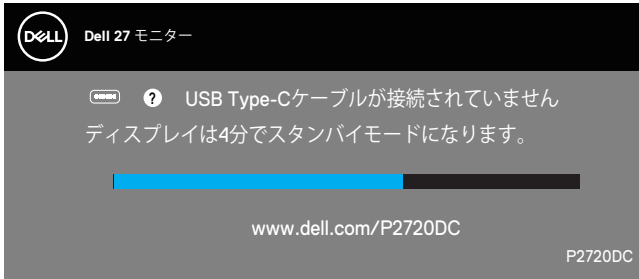 DELL
Dell 27 モニター
? USB Type-Cケーブルが接続されていません
ディスプレイは4分でスタンバイモードになります。
www.dell.com/P2720DC
P2720DC